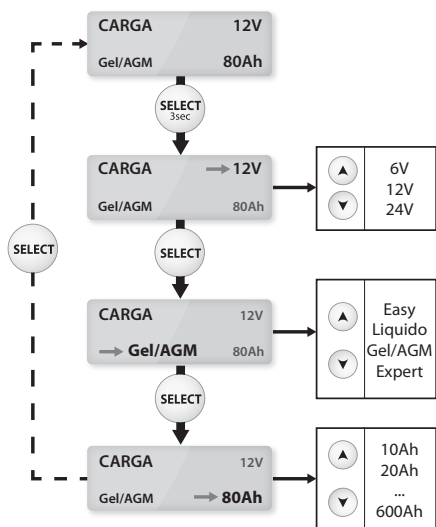 CARGA 12V
Gel/AGM 80Ah
SELECT
3sec
CARGA → 12V
Gel/AGM 80Ah
6V
12V
24V
SELECT
SELECT
CARGA 12V
→ Gel/AGM 80Ah
Easy
Liquido
Gel/AGM
Expert
SELECT
CARGA 12V
Gel/AGM → 80Ah
10Ah
20Ah
...
600Ah